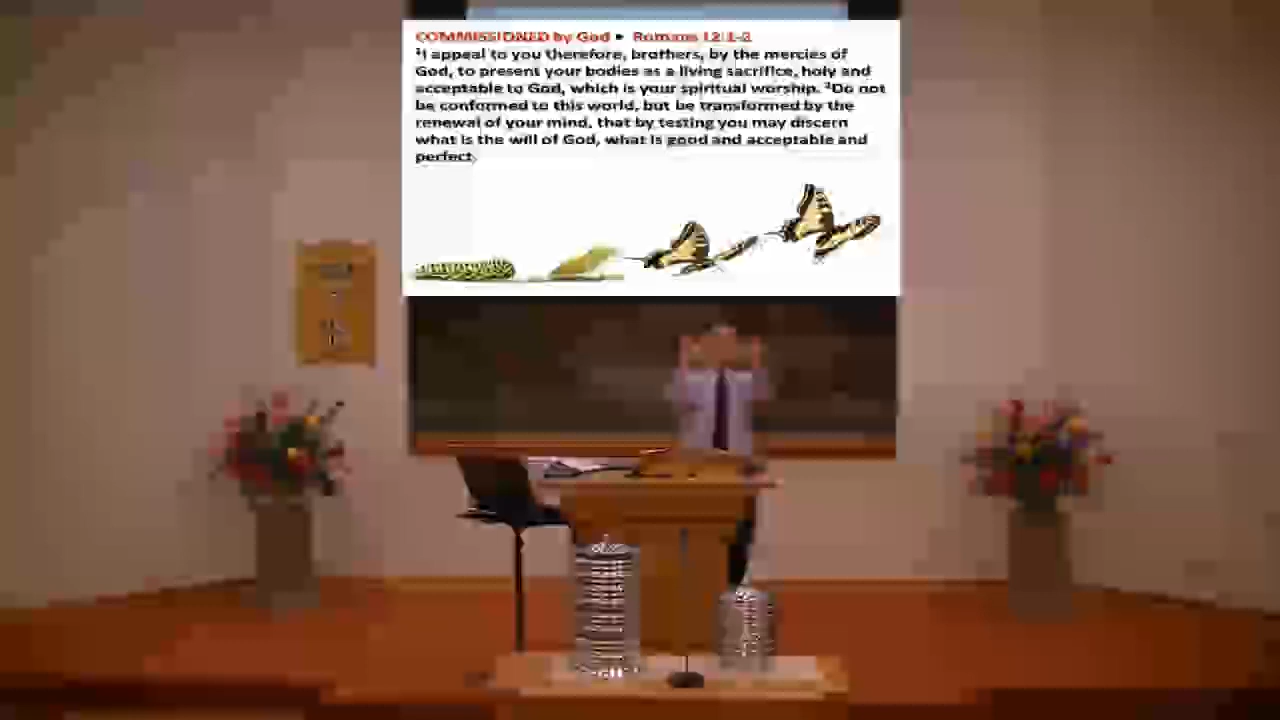 COMMISSIONED by God • Romans 12:1-2
¹I appeal to you therefore, brothers, by the mercies of
God, to present your bodies as a living sacrifice, holy and
acceptable to God, which is your spiritual worship. ²Do not
be conformed to this world, but be transformed by the
renewal of your mind, that by testing you may discern
what is the will of God, what is good and acceptable and
perfect.